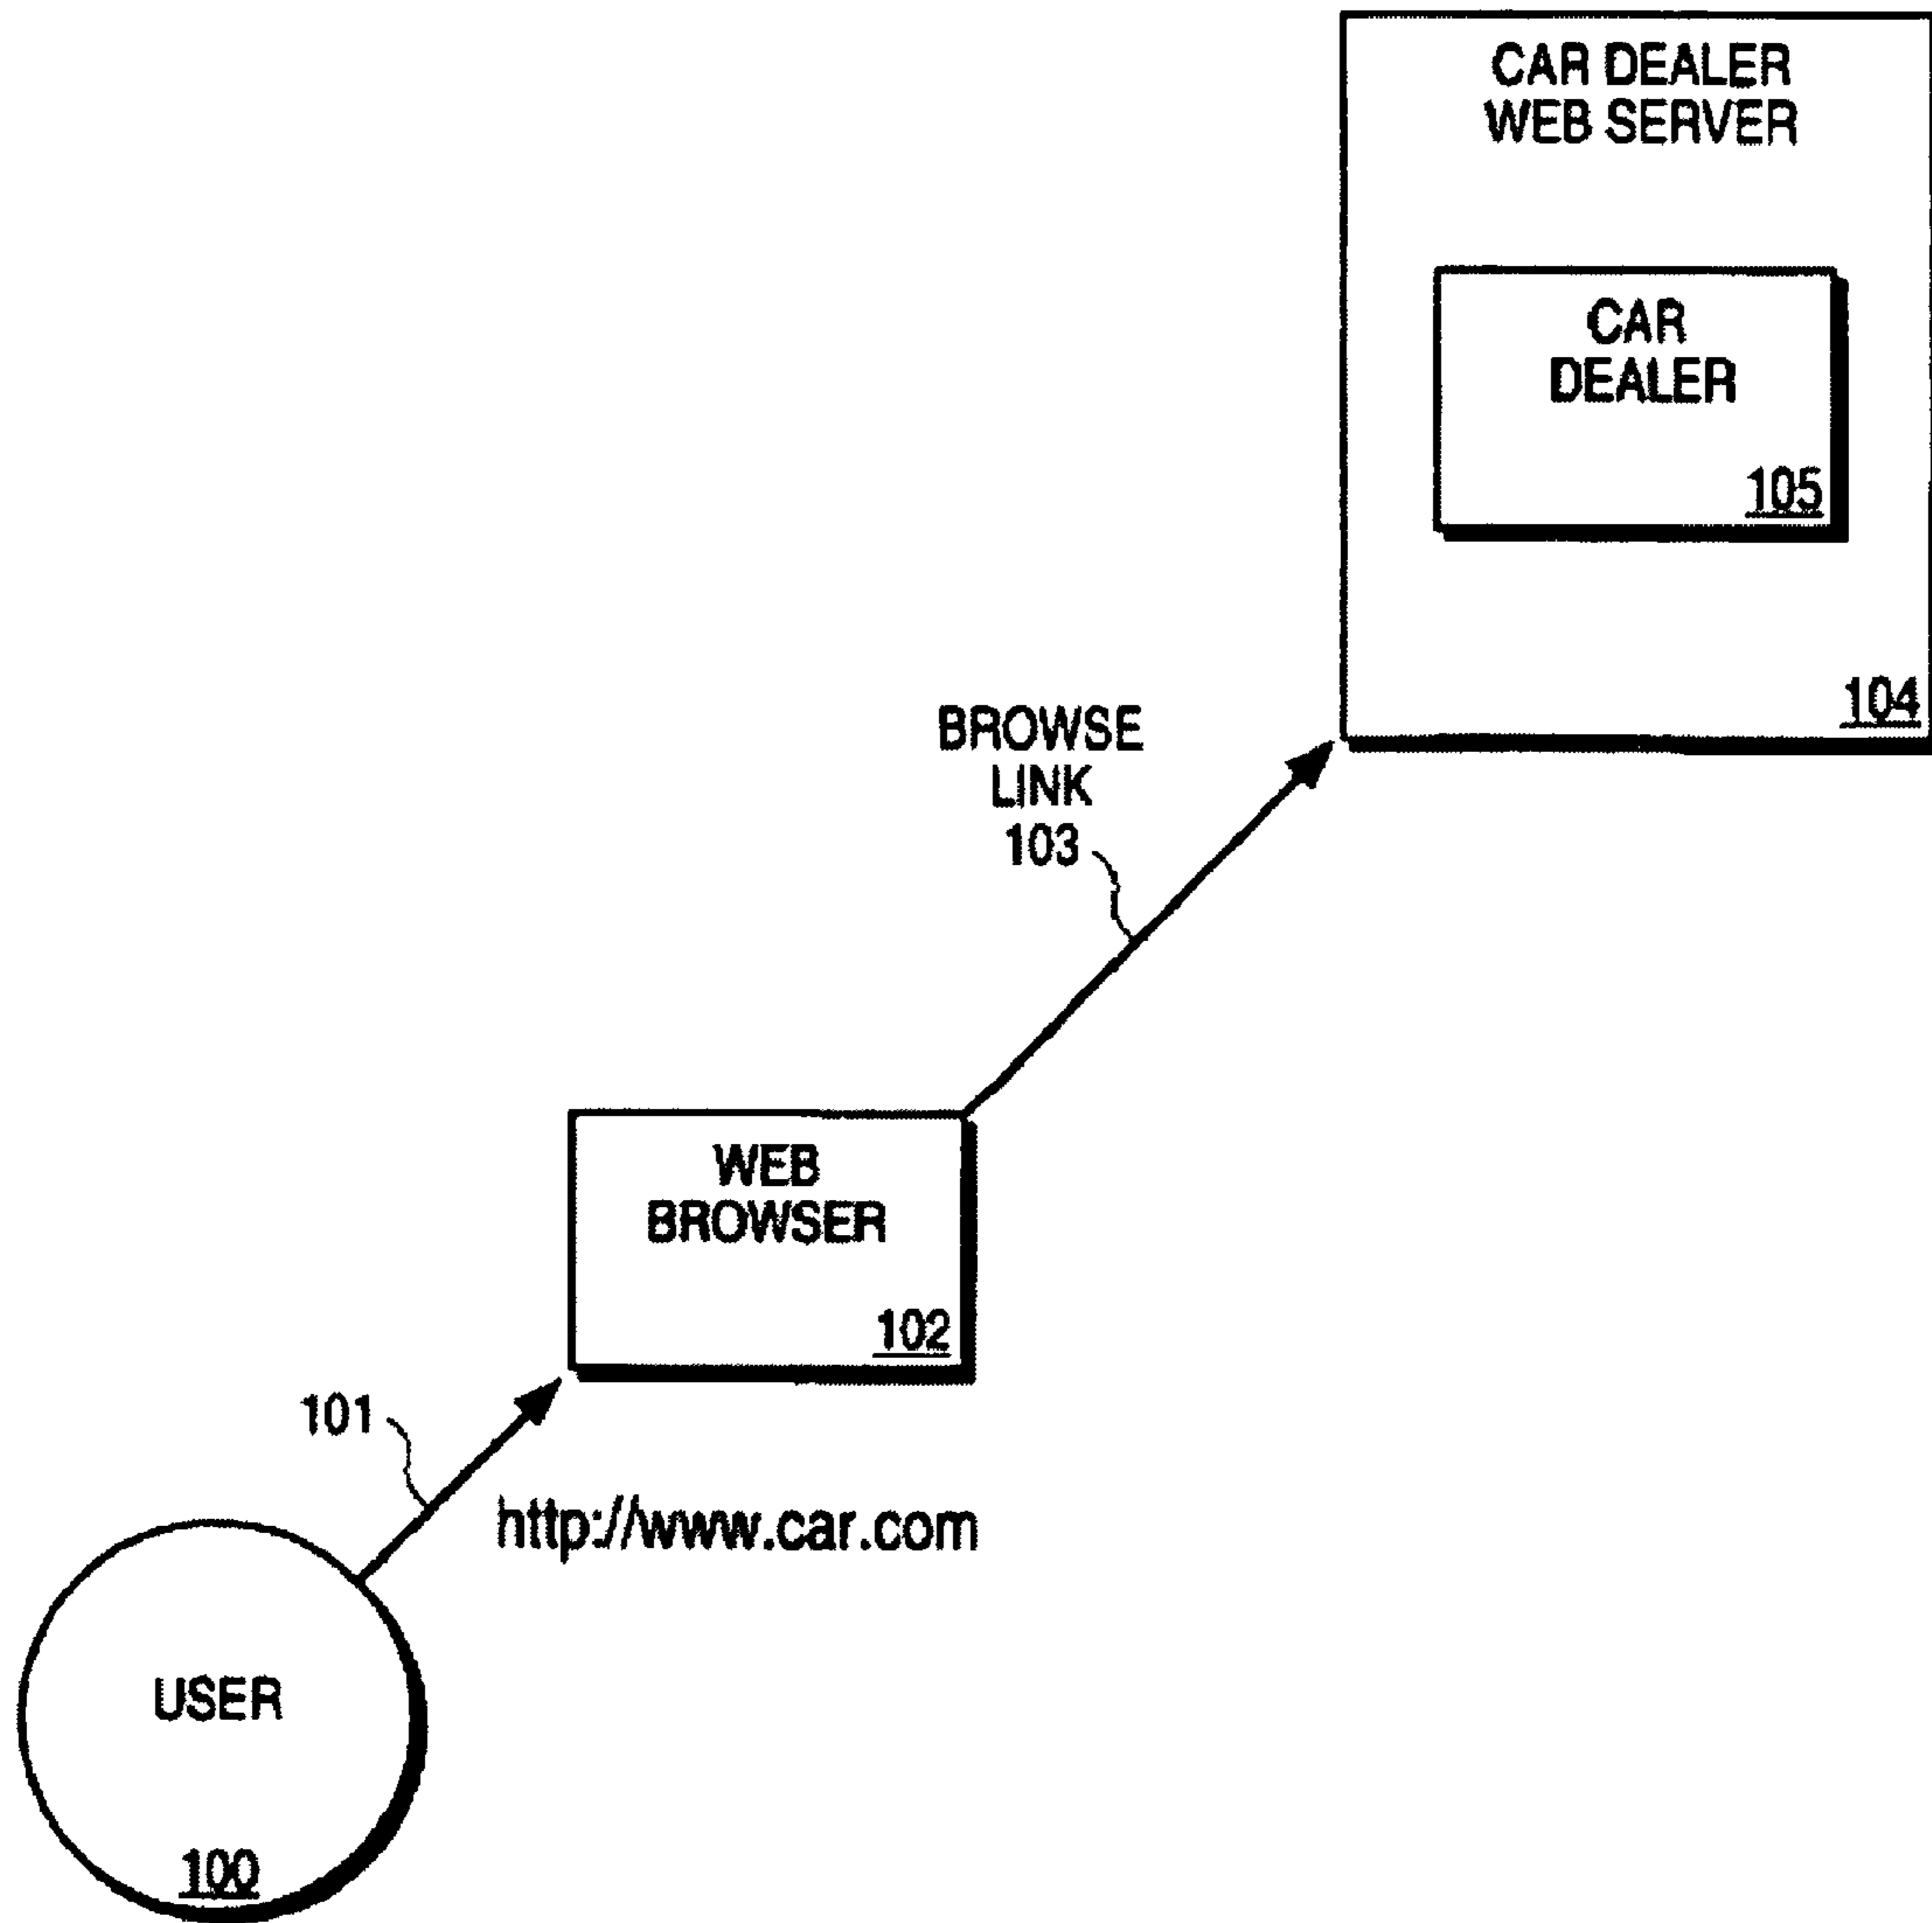 CAR DEALER
WEB SERVER
CAR
DEALER
105
104
BROWSE
LINK
103
WEB
BROWSER
102
101
http://www.car.com
USER
100